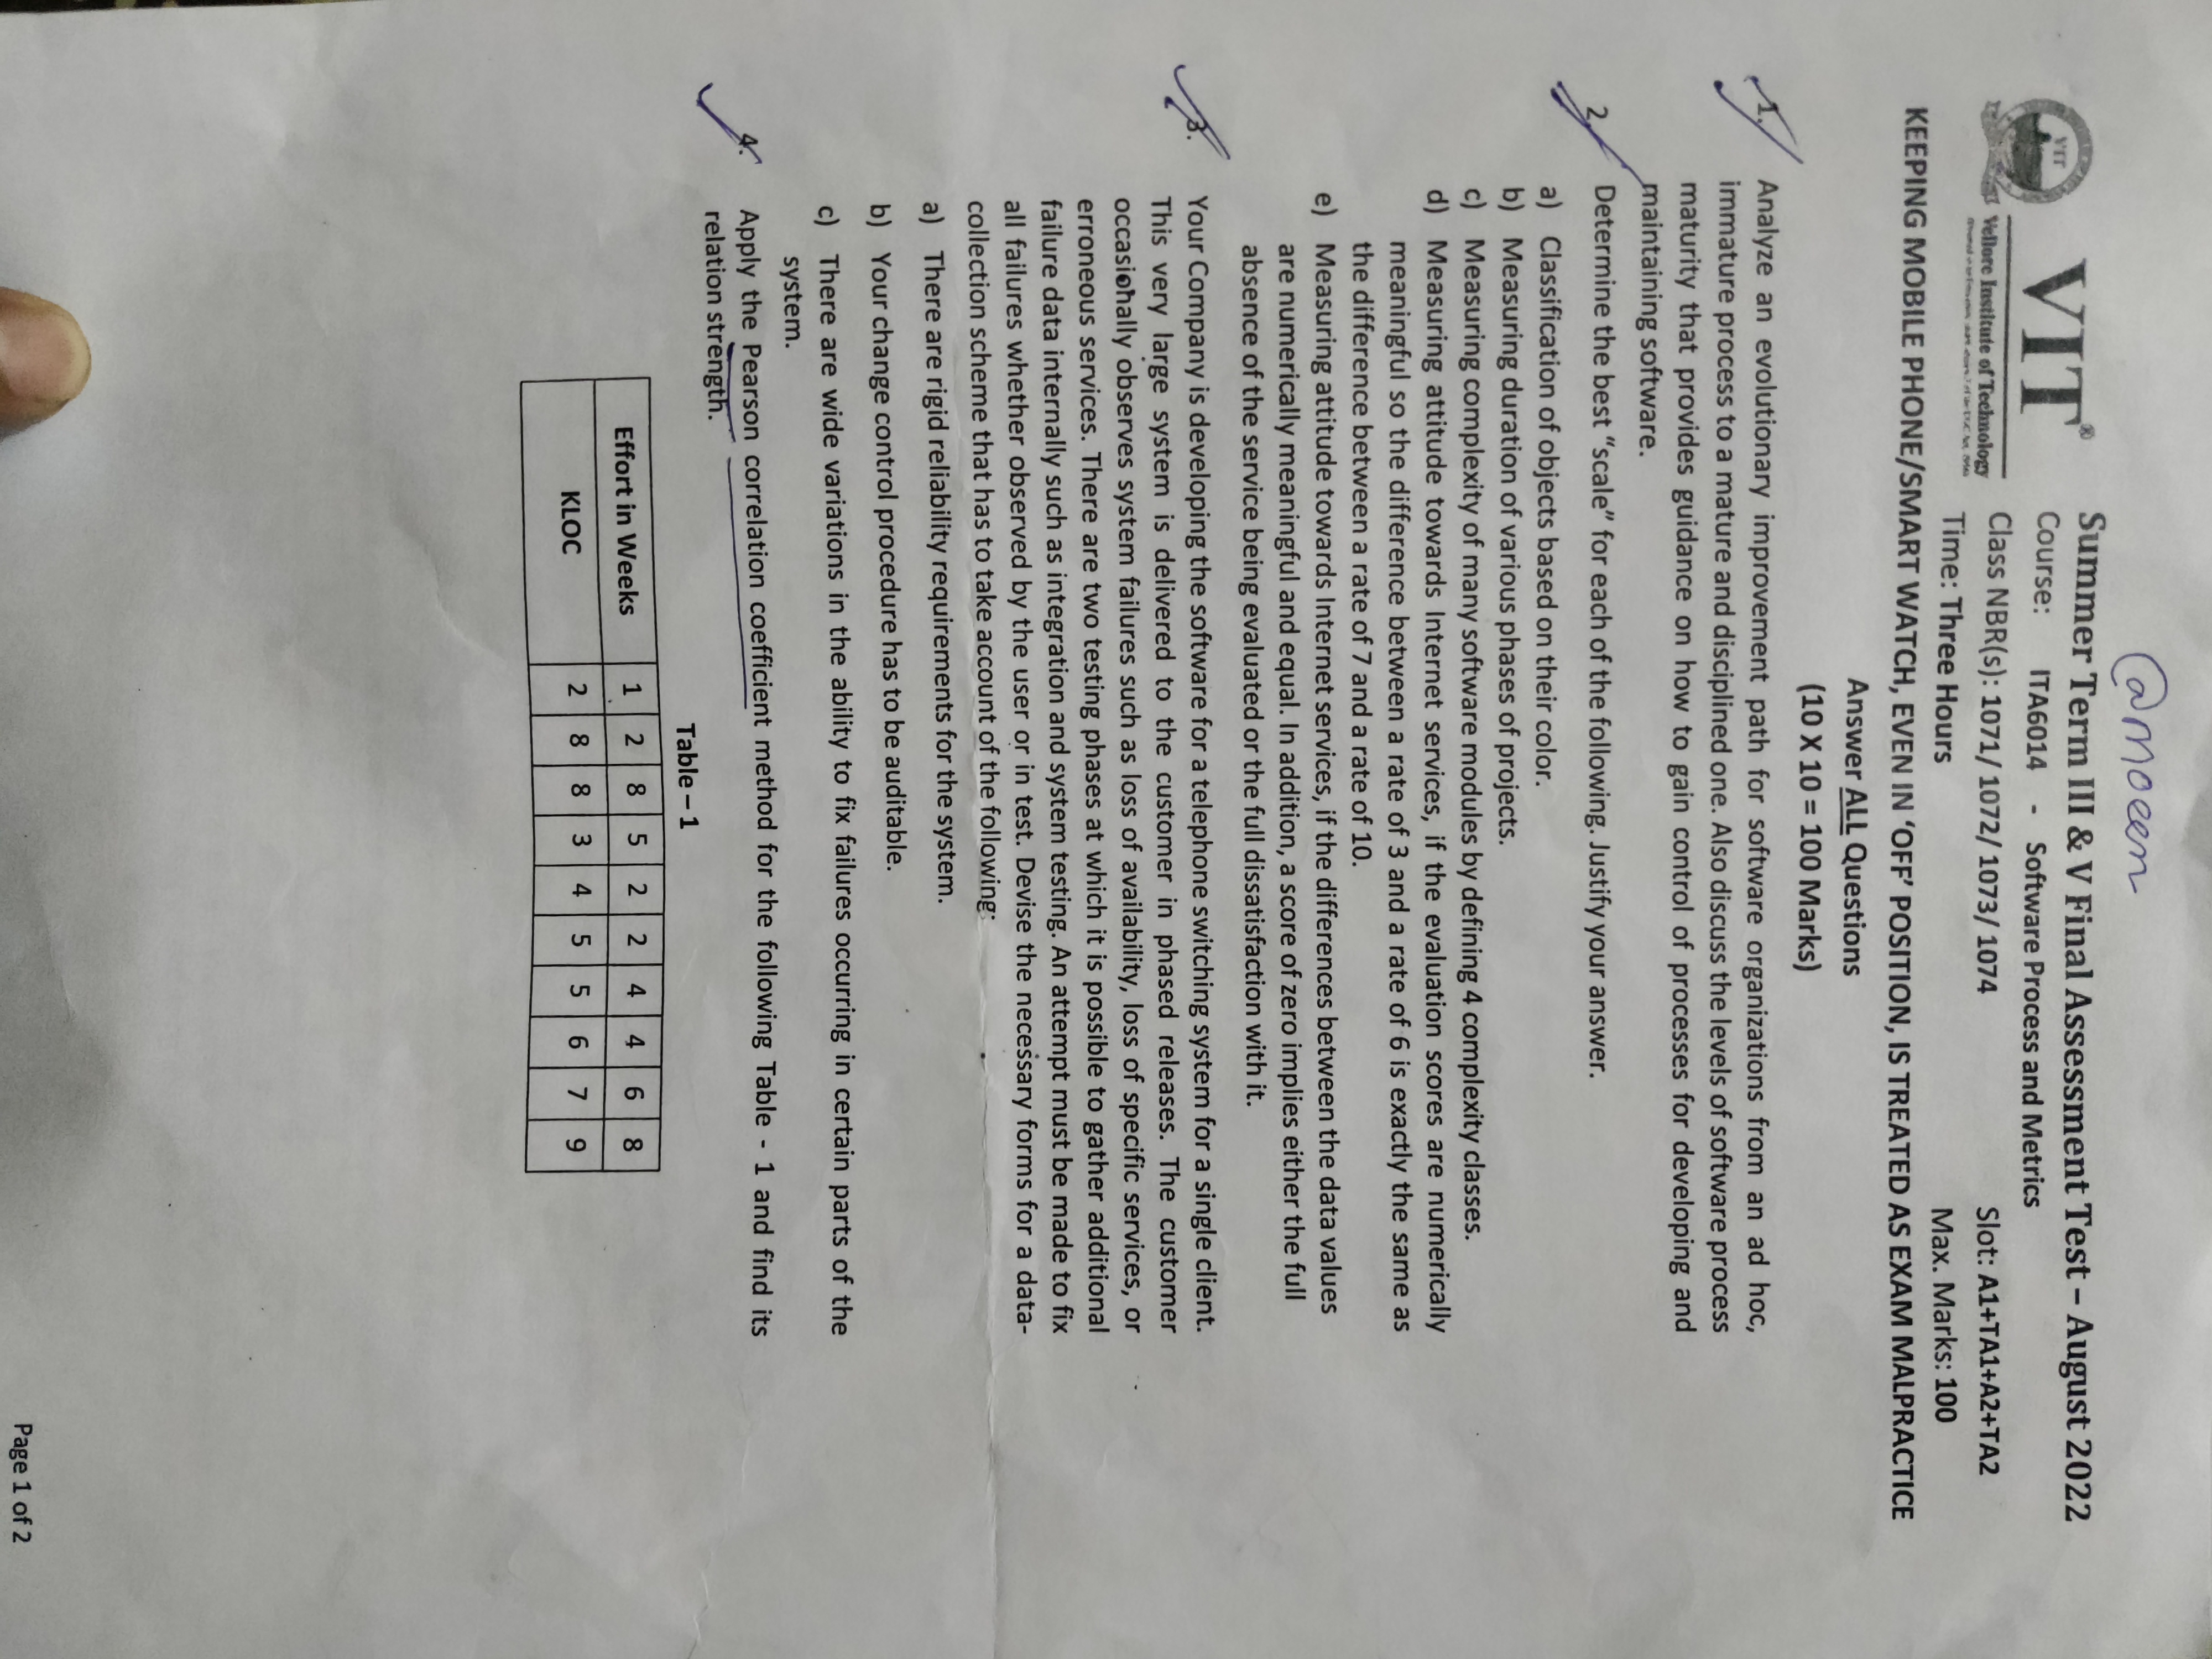 @moeen
VIT®
VIT
Vellore Institute of Technology
Summer Term III & V Final Assessment Test – August 2022
Course: ITA6014 - Software Process and Metrics
Class NBR(s): 1071/ 1072/ 1073/ 1074 Slot: A1+TA1+A2+TA2
Time: Three Hours Max. Marks: 100
KEEPING MOBILE PHONE/SMART WATCH, EVEN IN ‘OFF’ POSITION, IS TREATED AS EXAM MALPRACTICE
Answer ALL Questions
(10 X 10 = 100 Marks)
1. Analyze an evolutionary improvement path for software organizations from an ad hoc,
immature process to a mature and disciplined one. Also discuss the levels of software process
maturity that provides guidance on how to gain control of processes for developing and
maintaining software.
2. Determine the best “scale” for each of the following. Justify your answer.
a) Classification of objects based on their color.
b) Measuring duration of various phases of projects.
c) Measuring complexity of many software modules by defining 4 complexity classes.
d) Measuring attitude towards Internet services, if the evaluation scores are numerically
meaningful so the difference between a rate of 3 and a rate of 6 is exactly the same as
the difference between a rate of 7 and a rate of 10.
e) Measuring attitude towards Internet services, if the differences between the data values
are numerically meaningful and equal. In addition, a score of zero implies either the full
absence of the service being evaluated or the full dissatisfaction with it.
3. Your Company is developing the software for a telephone switching system for a single client.
This very large system is delivered to the customer in phased releases. The customer
occasionally observes system failures such as loss of availability, loss of specific services, or
erroneous services. There are two testing phases at which it is possible to gather additional
failure data internally such as integration and system testing. An attempt must be made to fix
all failures whether observed by the user or in test. Devise the necessary forms for a data-
collection scheme that has to take account of the following:
a) There are rigid reliability requirements for the system.
b) Your change control procedure has to be auditable.
c) There are wide variations in the ability to fix failures occurring in certain parts of the
system.
4. Apply the Pearson correlation coefficient method for the following Table - 1 and find its
relation strength.
Table – 1
Effort in Weeks 1 2 8 5 2 2 4 4 6 8
KLOC 2 8 8 3 4 5 5 6 7 9
Page 1 of 2